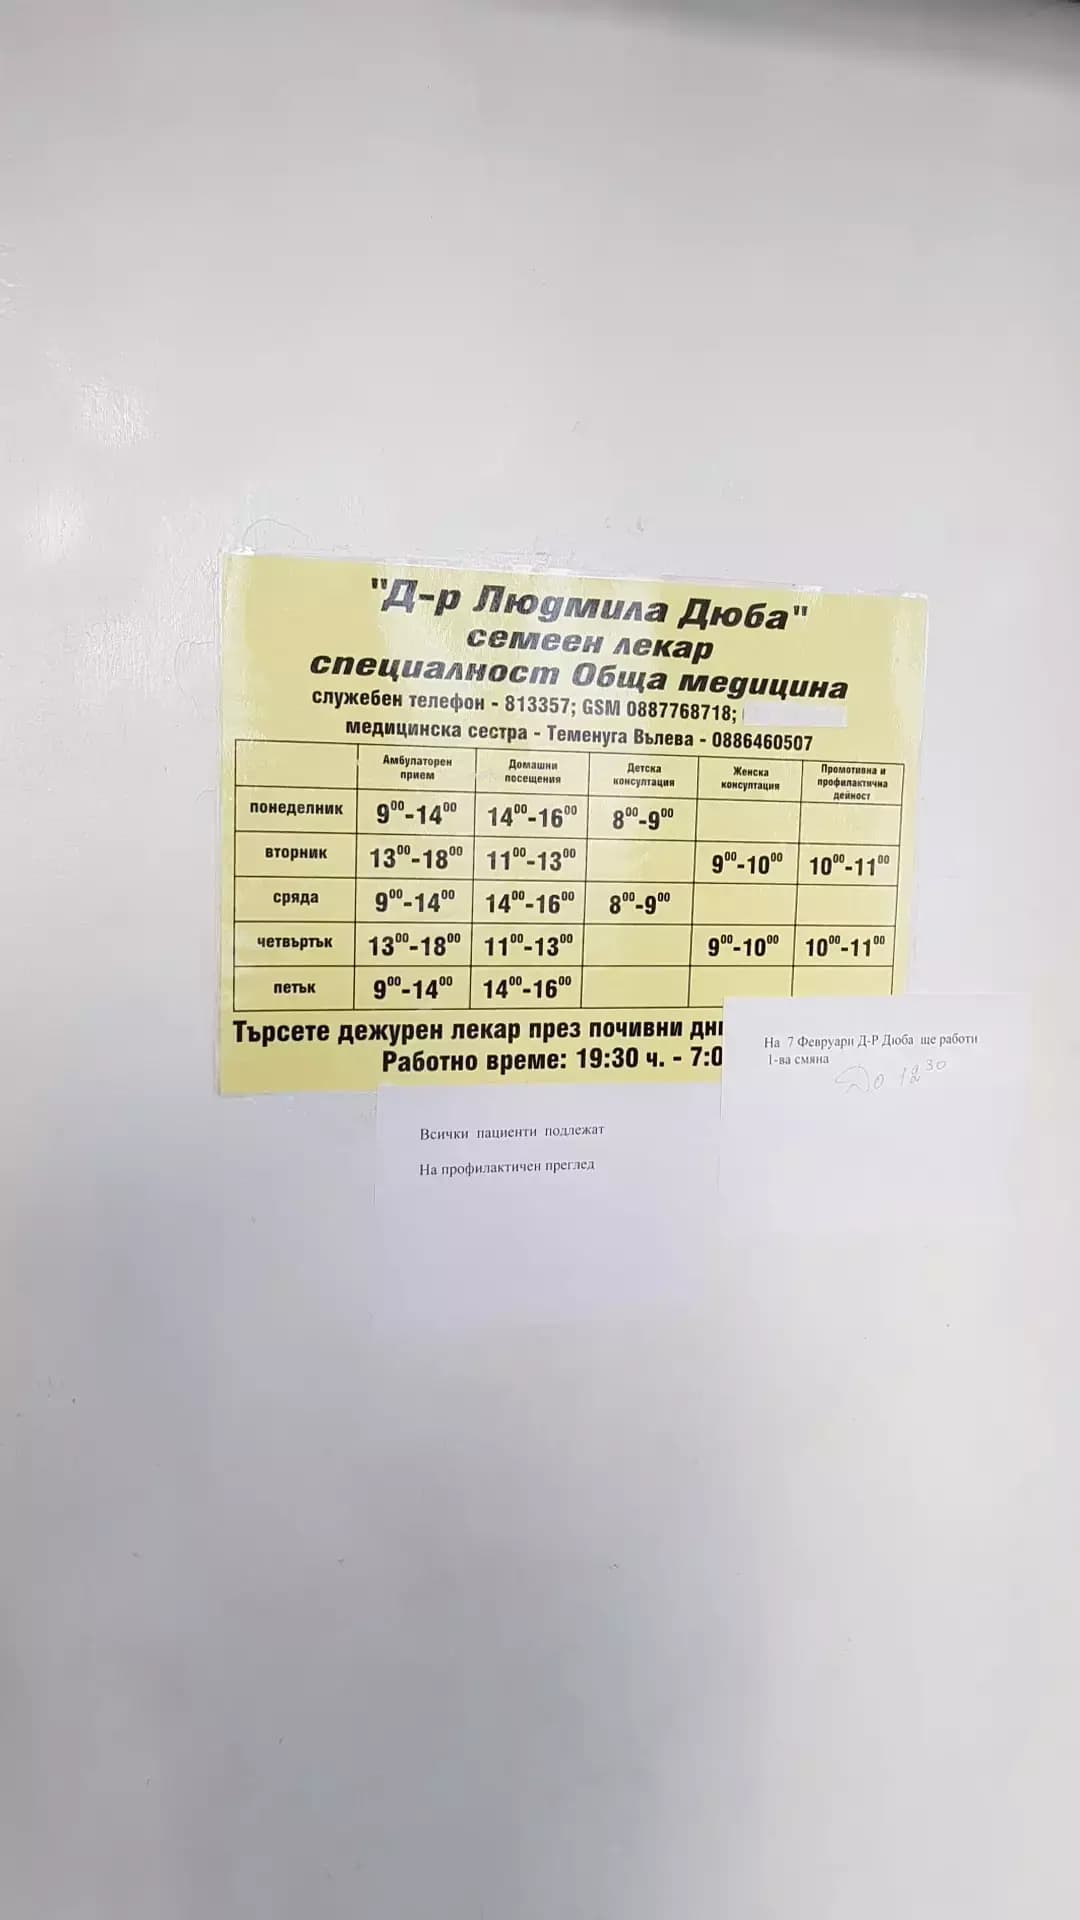 "Д-р Людмила Дюба"
семеен лекар
специалност Обща медицина
служебен телефон - 813357; GSM 0887768718;
медицинска сестра - Теменуга Вълева - 0886460507
Амбулаторен прием Домашни посещения Детска консултация Женска консултация Промотивна и профилактична дейност
понеделник 9⁰⁰-14⁰⁰ 14⁰⁰-16⁰⁰ 8⁰⁰-9⁰⁰
вторник 13⁰⁰-18⁰⁰ 11⁰⁰-13⁰⁰ 9⁰⁰-10⁰⁰ 10⁰⁰-11⁰⁰
сряда 9⁰⁰-14⁰⁰ 14⁰⁰-16⁰⁰ 8⁰⁰-9⁰⁰
четвъртък 13⁰⁰-18⁰⁰ 11⁰⁰-13⁰⁰ 9⁰⁰-10⁰⁰ 10⁰⁰-11⁰⁰
петък 9⁰⁰-14⁰⁰ 14⁰⁰-16⁰⁰
Търсете дежурен лекар през почивни дни
Работно време: 19:30 ч. - 7:0
На 7 Февруари Д-Р Дюба ще работи
1-ва смяна
До 12³⁰
Всички пациенти подлежат
На профилактичен преглед